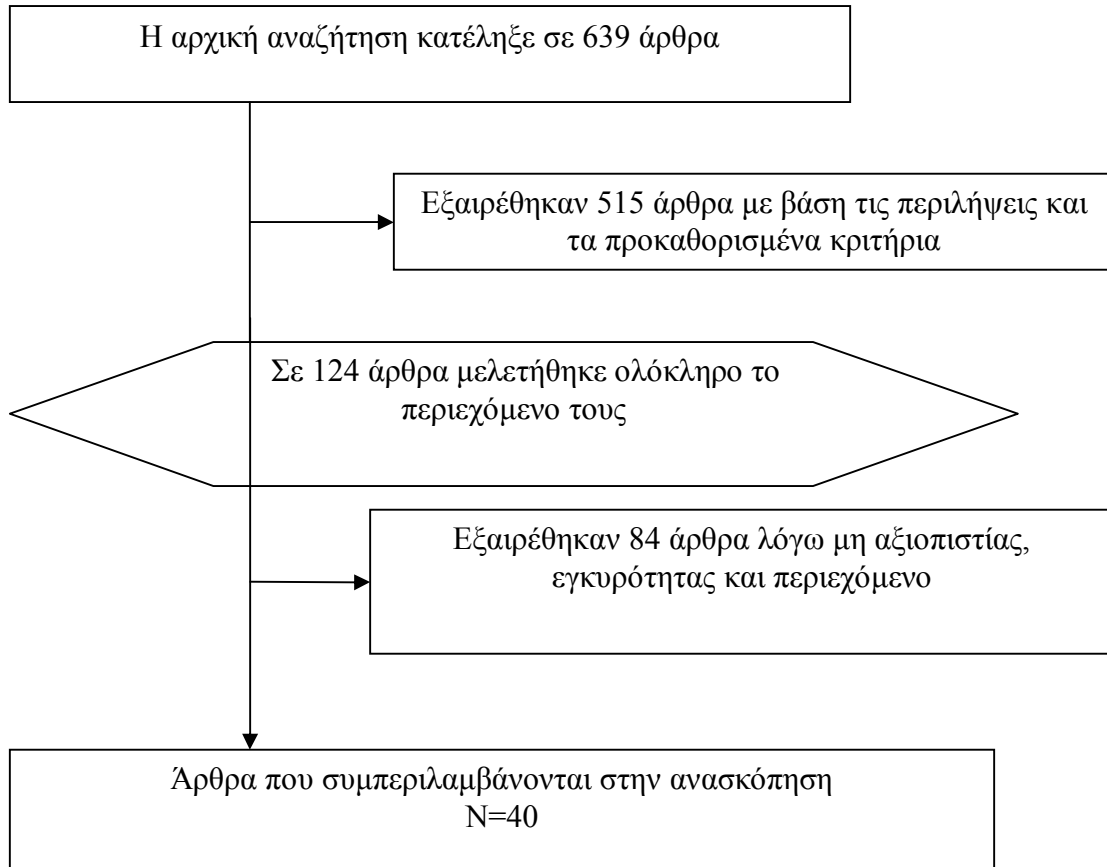 Η αρχική αναζήτηση κατέληξε σε 639 άρθρα
Εξαιρέθηκαν 515 άρθρα με βάση τις περιλήψεις και
τα προκαθορισμένα κριτήρια
Σε 124 άρθρα μελετήθηκε ολόκληρο το
περιεχόμενο τους
Εξαιρέθηκαν 84 άρθρα λόγω μη αξιοπιστίας,
εγκυρότητας και περιεχόμενο
Άρθρα που συμπεριλαμβάνονται στην ανασκόπηση
Ν=40